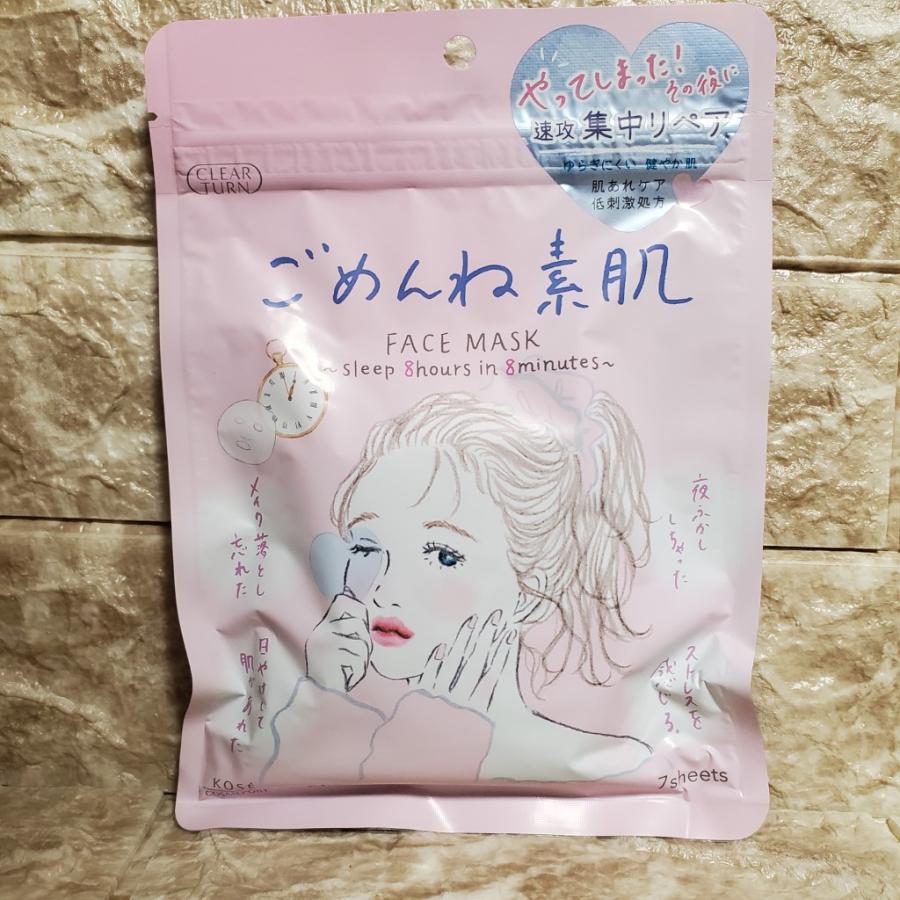 やってしまった!
その後に
速攻 集中リペア
ゆらぎにくい 健やか肌
肌あれケア
低刺激処方
CLEAR
TURN
ごめんね素肌
FACE MASK
~sleep 8hours in 8minutes~
メイク落とし
忘れた
夜ふかし
しちゃった
日やけして
肌があれた
ストレスを
感じる。
KOSÉ
7sheets